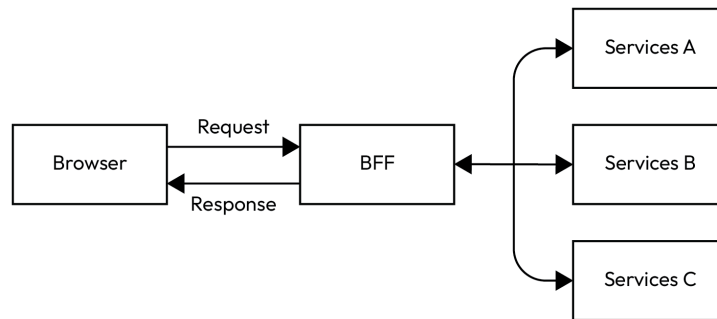 Services A
Request
Browser
BFF
Services B
Response
Services C